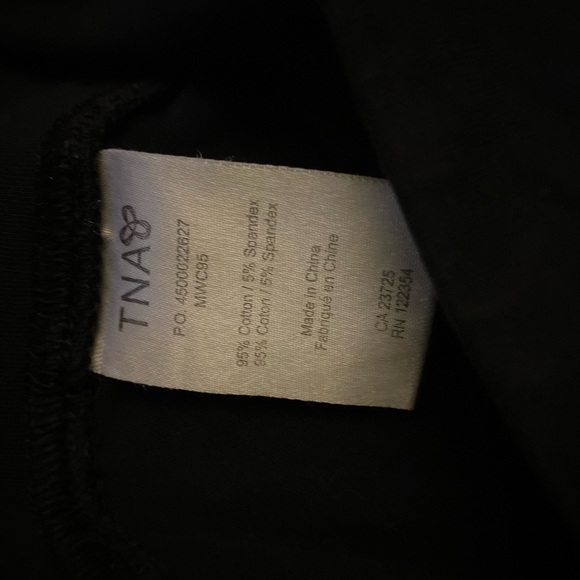 TNA
P.O. 4500022627
MWC95
95% Cotton / 5% Spandex
95% Coton / 5% Spandex
Made in China
Fabriqué en Chine
CA 23725
RN 122354